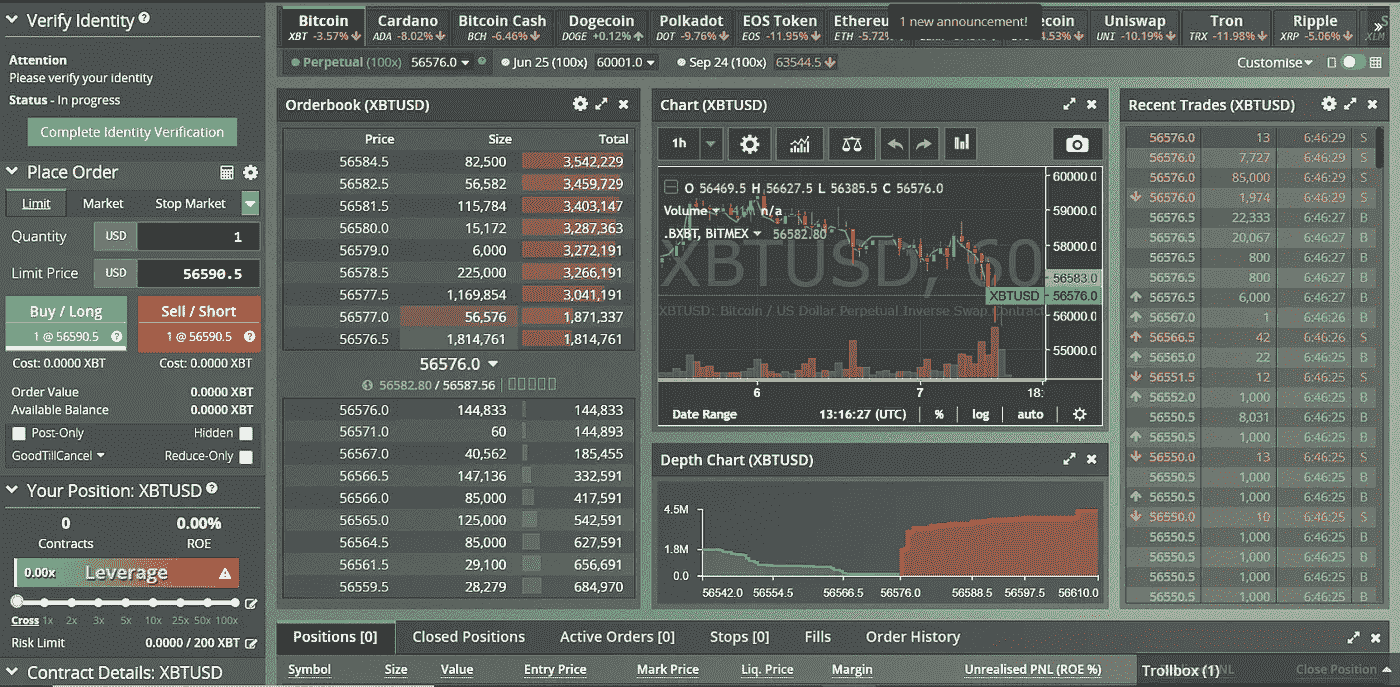 Verify Identity
Attention
Please verify your identity
Status - In progress
Complete Identity Verification
Place Order
Limit Market Stop Market
Quantity USD 1
Limit Price USD 56590.5
Buy / Long Sell / Short
1 @ 56590.5 1 @ 56590.5
Cost: 0.0000 XBT Cost: 0.0000 XBT
Order Value 0.0000 XBT
Available Balance 0.0000 XBT
Post-Only Hidden
GoodTillCancel Reduce-Only
Your Position: XBTUSD
0 0.00%
Contracts ROE
0.00x Leverage
Cross 1x 2x 3x 5x 10x 25x 50x 100x
Risk Limit 0.0000 / 200 XBT
Contract Details: XBTUSD
Bitcoin Cardano Bitcoin Cash Dogecoin Polkadot EOS Token Ethereu 1 new announcement! ecoin Uniswap Tron Ripple
XBT -3.57% ADA -8.02% BCH -6.46% DOGE +0.12% DOT -9.76% EOS -11.95% ETH -5.72% 4.53% UNI -10.19% TRX -11.98% XRP -5.06% XLM
Perpetual (100x) 56576.0 Jun 25 (100x) 60001.0 Sep 24 (100x) 63544.5 Customise
Orderbook (XBTUSD)
Price Size Total
56584.5 82,500 3,542,229
56582.5 56,582 3,459,729
56581.5 115,784 3,403,147
56580.0 15,172 3,287,363
56579.0 6,000 3,272,191
56578.5 225,000 3,266,191
56577.5 1,169,854 3,041,191
56577.0 56,576 1,871,337
56576.5 1,814,761 1,814,761
56576.0
56582.80 / 56587.56
56576.0 144,833 144,833
56571.0 60 144,893
56567.0 40,562 185,455
56566.5 147,136 332,591
56566.0 85,000 417,591
56565.0 125,000 542,591
56564.5 85,000 627,591
56561.5 29,100 656,691
56559.5 28,279 684,970
Chart (XBTUSD)
1h
O 56469.5 H 56627.5 L 56385.5 C 56576.0
Volume n/a
.BXBT, BITMEX 56582.80
XBTUSD, 60
XBTUSD: Bitcoin / US Dollar Perpetual Inverse Swap Contract
60000.0
59000.0
58000.0
56583.0
XBTUSD 56576.0
56000.0
55000.0
6 7 18:
Date Range 13:16:27 (UTC) % log auto
Depth Chart (XBTUSD)
4.5M
1.8M
0.0
56542.0 56554.5 56566.5 56576.0 56588.5 56597.5 56610.0
Recent Trades (XBTUSD)
56576.0 13 6:46:29 S
56576.0 7,727 6:46:29 S
56576.0 85,000 6:46:29 S
56576.0 1,974 6:46:29 S
56576.5 22,333 6:46:27 B
56576.5 20,067 6:46:27 B
56576.5 800 6:46:27 B
56576.5 800 6:46:27 B
56576.5 6,000 6:46:27 B
56567.0 1 6:46:26 B
56566.5 42 6:46:26 S
56565.0 22 6:46:25 B
56551.5 12 6:46:25 S
56552.0 1,000 6:46:25 B
56550.5 8,031 6:46:25 B
56550.5 1,000 6:46:25 B
56550.0 13 6:46:25 S
56550.5 1,000 6:46:25 B
56550.5 1,000 6:46:25 B
56550.0 10 6:46:25 S
56550.5 1,000 6:46:25 B
56550.5 1,000 6:46:25 B
56550.5 1,000 6:46:25 B
56550.5 1,000 6:46:25 B
Positions [0] Closed Positions Active Orders [0] Stops [0] Fills Order History
Symbol Size Value Entry Price Mark Price Liq. Price Margin Unrealised PNL (ROE %) Trollbox (1) Close Position